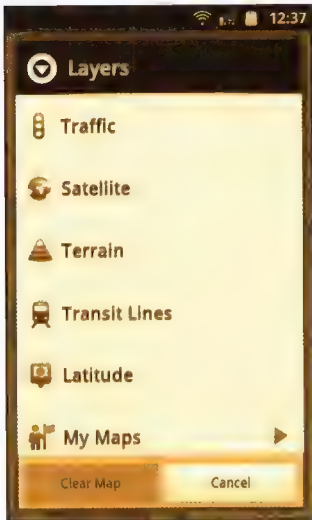 12:37
Layers
Traffic
Satellite
Terrain
Transit Lines
Latitude
My Maps
Clear Map Cancel